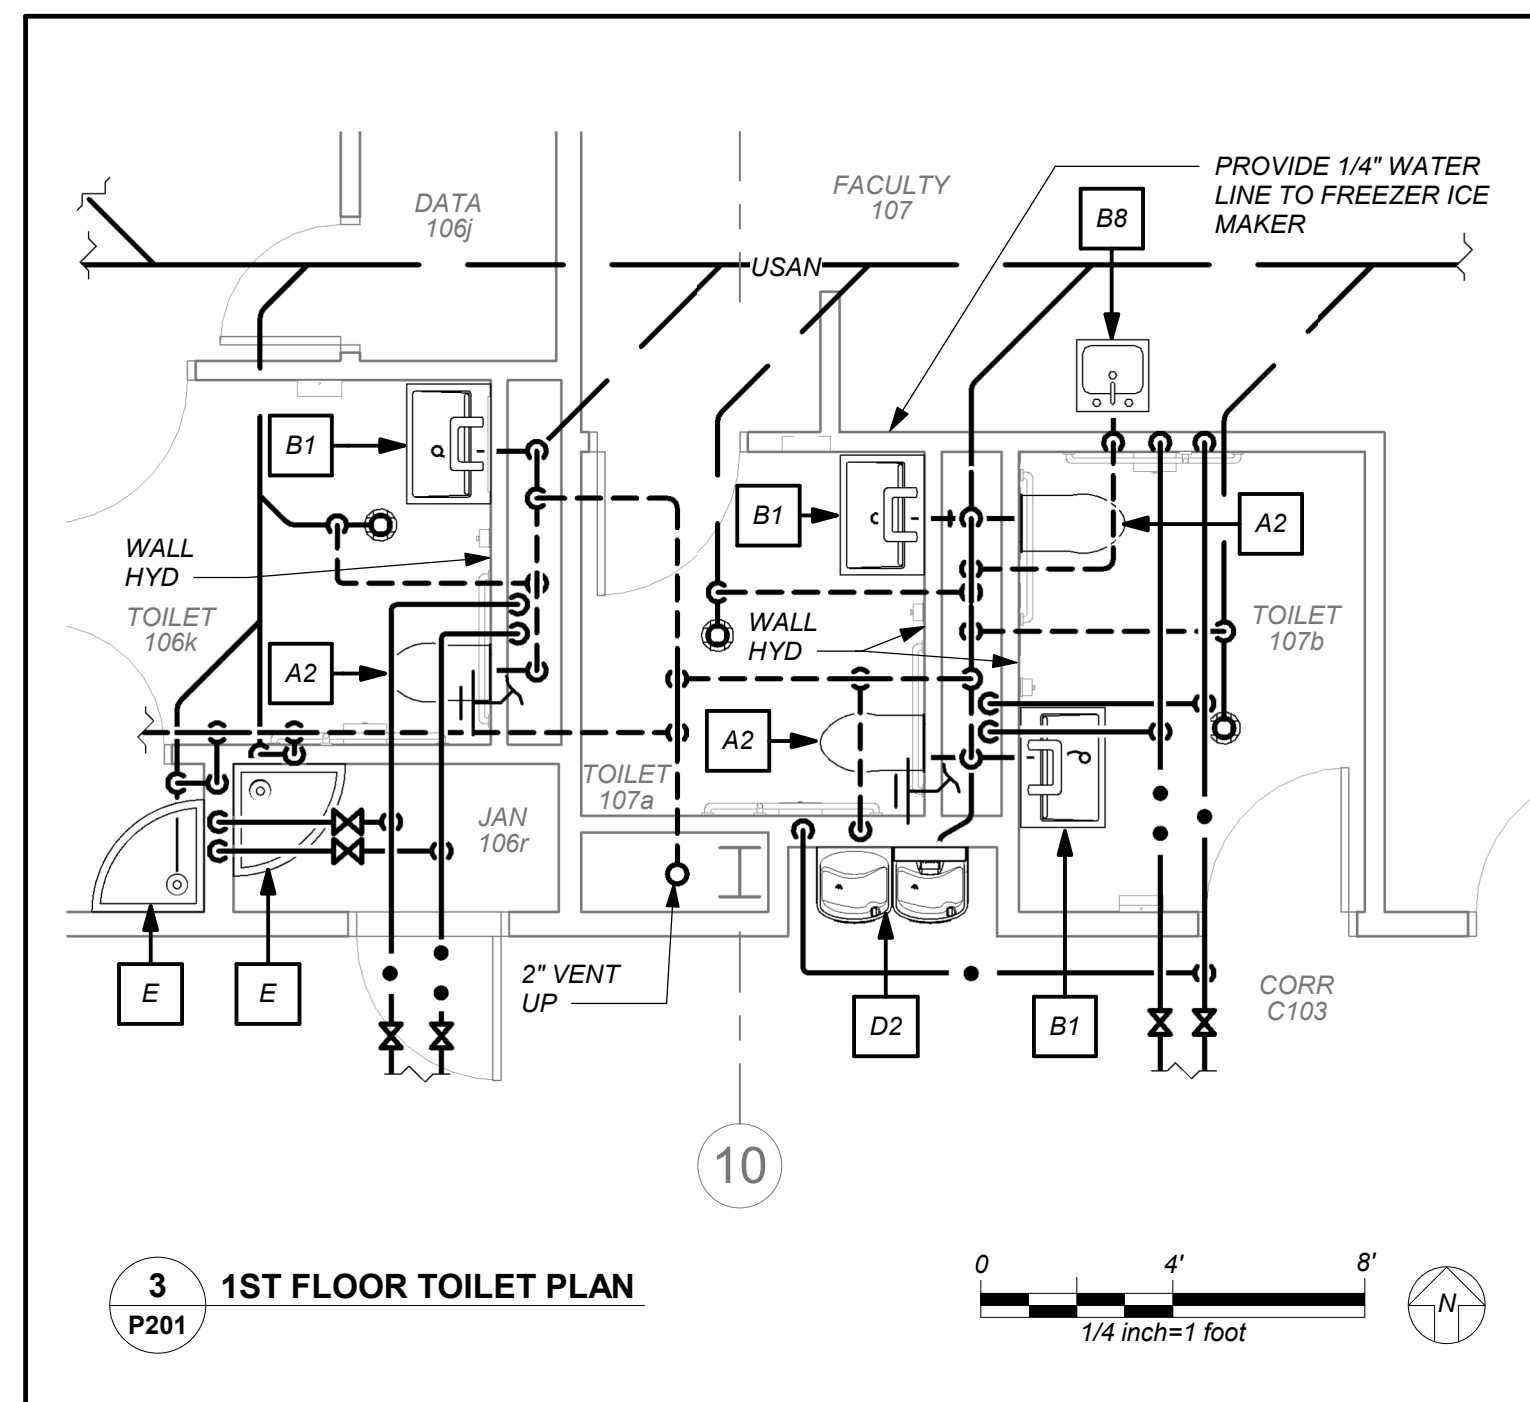 PROVIDE 1/4" WATER
LINE TO FREEZER ICE
MAKER
FACULTY
107
DATA
106j
B8
USAN
B1
B1
A2
WALL
HYD
TOILET
106k
A2
WALL
HYD
TOILET
107b
A2
TOILET
107a
JAN
106r
E
E
2" VENT
UP
D2
B1
CORR
C103
10
3
P201
1ST FLOOR TOILET PLAN
0
4'
8'
1/4 inch=1 foot
N